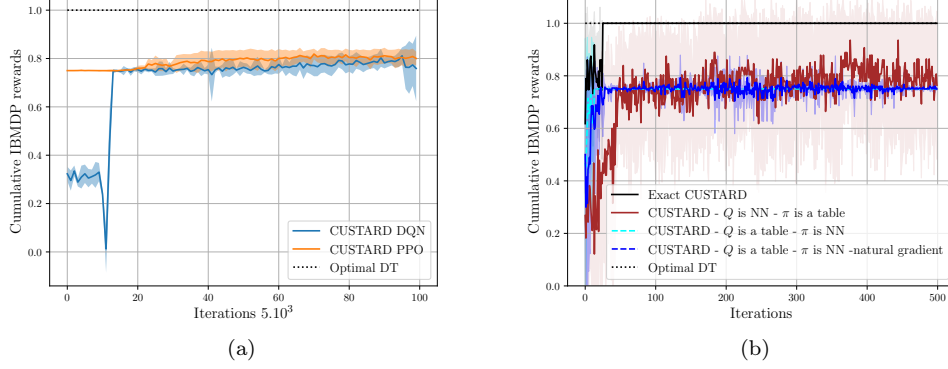 Cumulative IBMDP rewards
1.0
0.8
0.6
0.4
0.2
0.0
CUSTARD DQN
CUSTARD PPO
Optimal DT
0 20 40 60 80 100
Iterations 5.10³
(a)
Cumulative IBMDP rewards
1.0
0.8
0.6
0.4
0.2
0.0
Exact CUSTARD
CUSTARD - Q is NN - π is a table
CUSTARD - Q is a table - π is NN
CUSTARD - Q is a table - π is NN -natural gradient
Optimal DT
0 100 200 300 400 500
Iterations
(b)